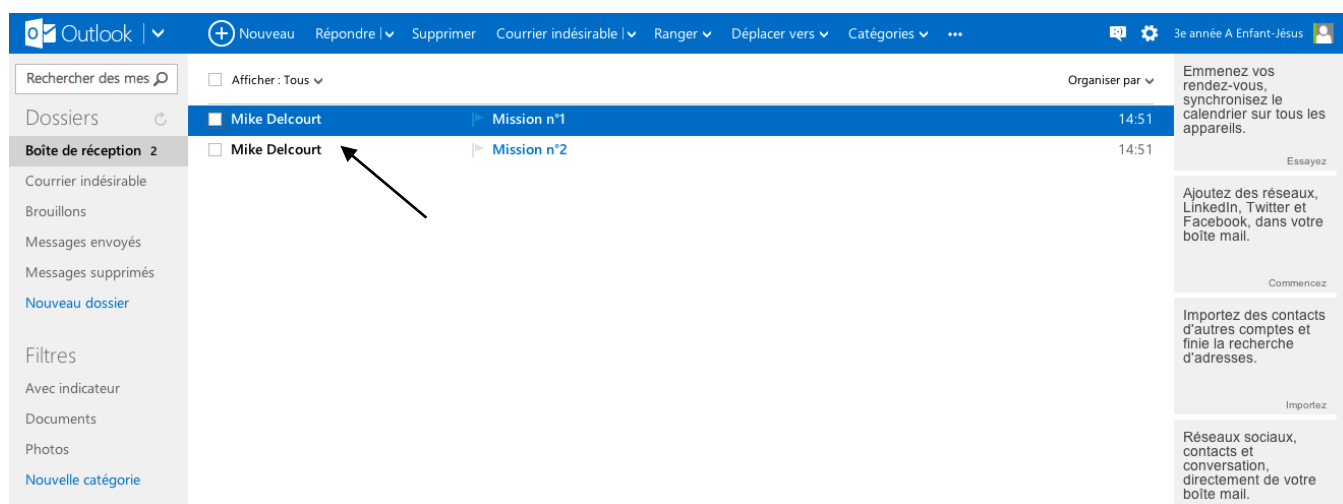 Outlook
Nouveau Répondre Supprimer Courrier indésirable Ranger Déplacer vers Catégories ••• 3e année A Enfant-Jésus
Rechercher des mes
Dossiers
Boîte de réception 2
Courrier indésirable
Brouillons
Messages envoyés
Messages supprimés
Nouveau dossier
Filtres
Avec indicateur
Documents
Photos
Nouvelle catégorie
Afficher : Tous Organiser par
Mike Delcourt Mission n°1 14:51
Mike Delcourt Mission n°2 14:51
Emmenez vos
rendez-vous,
synchronisez le
calendrier sur tous les
appareils.
Essayez
Ajoutez des réseaux,
LinkedIn, Twitter et
Facebook, dans votre
boîte mail.
Commencez
Importez des contacts
d'autres comptes et
finie la recherche
d'adresses.
Importez
Réseaux sociaux,
contacts et
conversation,
directement de votre
boîte mail.